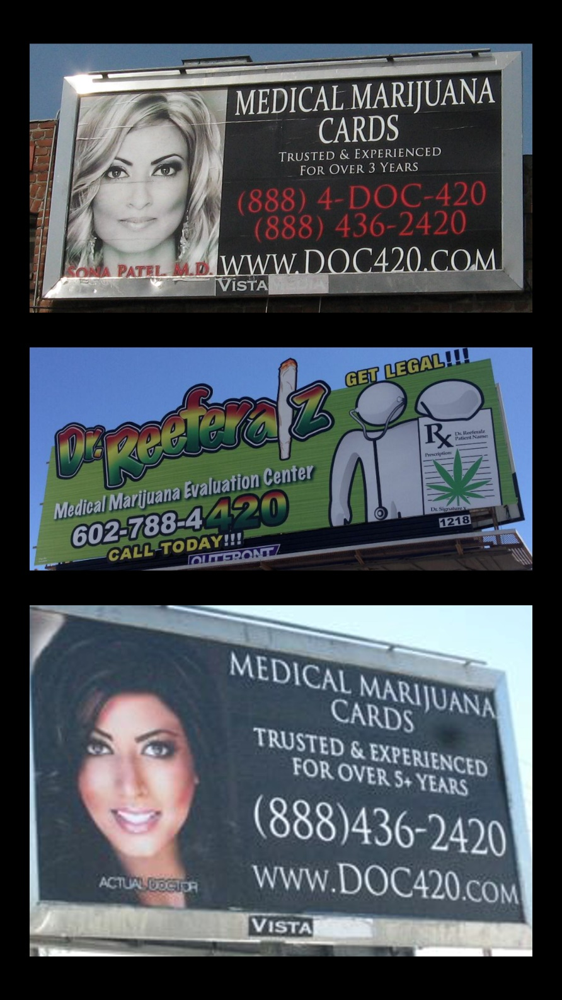 MEDICAL MARIJUANA
CARDS
TRUSTED & EXPERIENCED
FOR OVER 3 YEARS
(888) 4-DOC-420
(888) 436-2420
SONA PATEL, M.D.
WWW.DOC420.COM
VISTA MEDIA
GET LEGAL!!!
Dr. Reeferalz
Medical Marijuana Evaluation Center
602-788-4420
CALL TODAY!!!
Rx
Dr. Reeferalz
Patient Name:
Prescription:
Dr. Signature x
1218
OUTFRONT
MEDICAL MARIJUANA
CARDS
TRUSTED & EXPERIENCED
FOR OVER 5+ YEARS
(888)436-2420
WWW.DOC420.COM
ACTUAL DOCTOR
VISTA